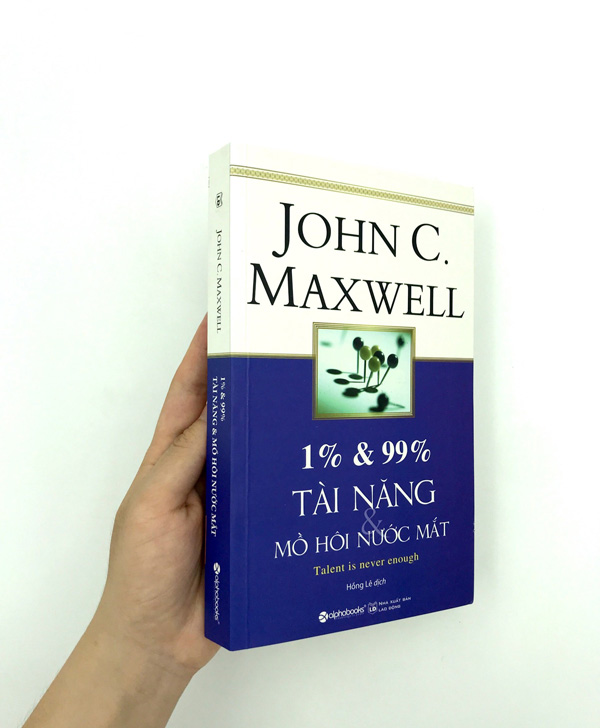 JOHN C.
MAXWELL
1% & 99%
TÀI NĂNG
&
MỒ HÔI NƯỚC MẮT
Talent is never enough
Hồng Lê dịch
alphabooks
NHÀ XUẤT BẢN
LAO ĐỘNG
JOHN C. MAXWELL
1% & 99%
TÀI NĂNG & MỒ HÔI NƯỚC MẮT
alphabooks